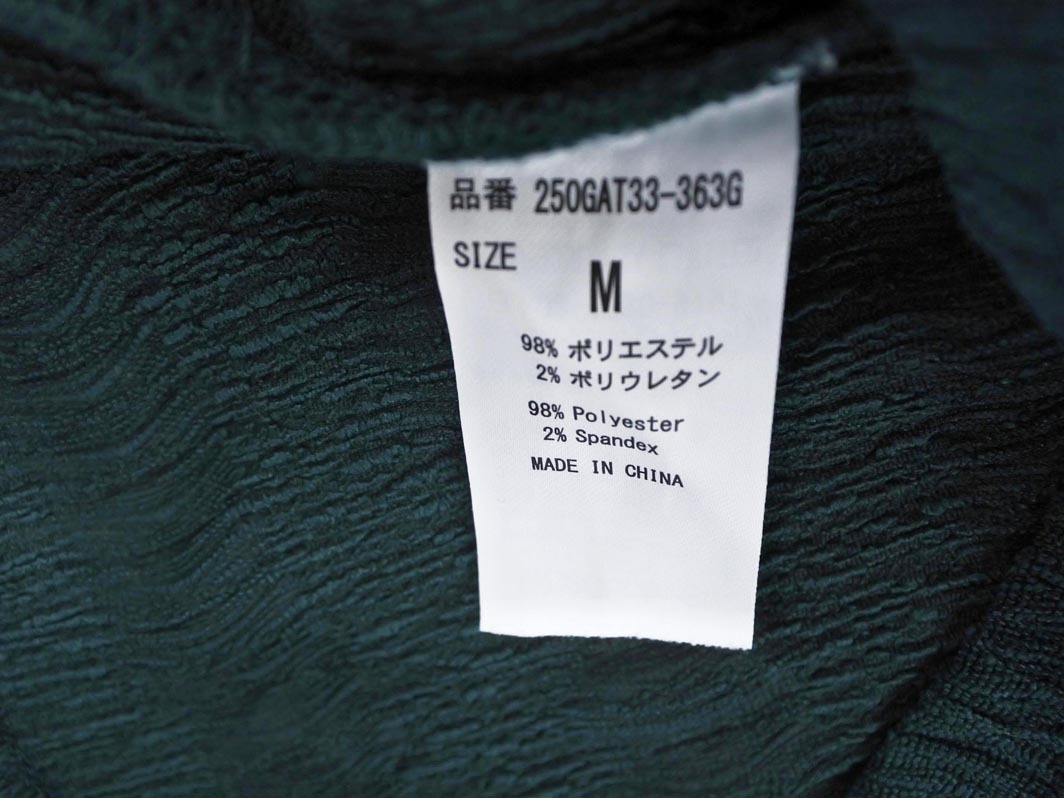 品番 250GAT33-363G
SIZE
M
98% ポリエステル
2% ポリウレタン
98% Polyester
2% Spandex
MADE IN CHINA